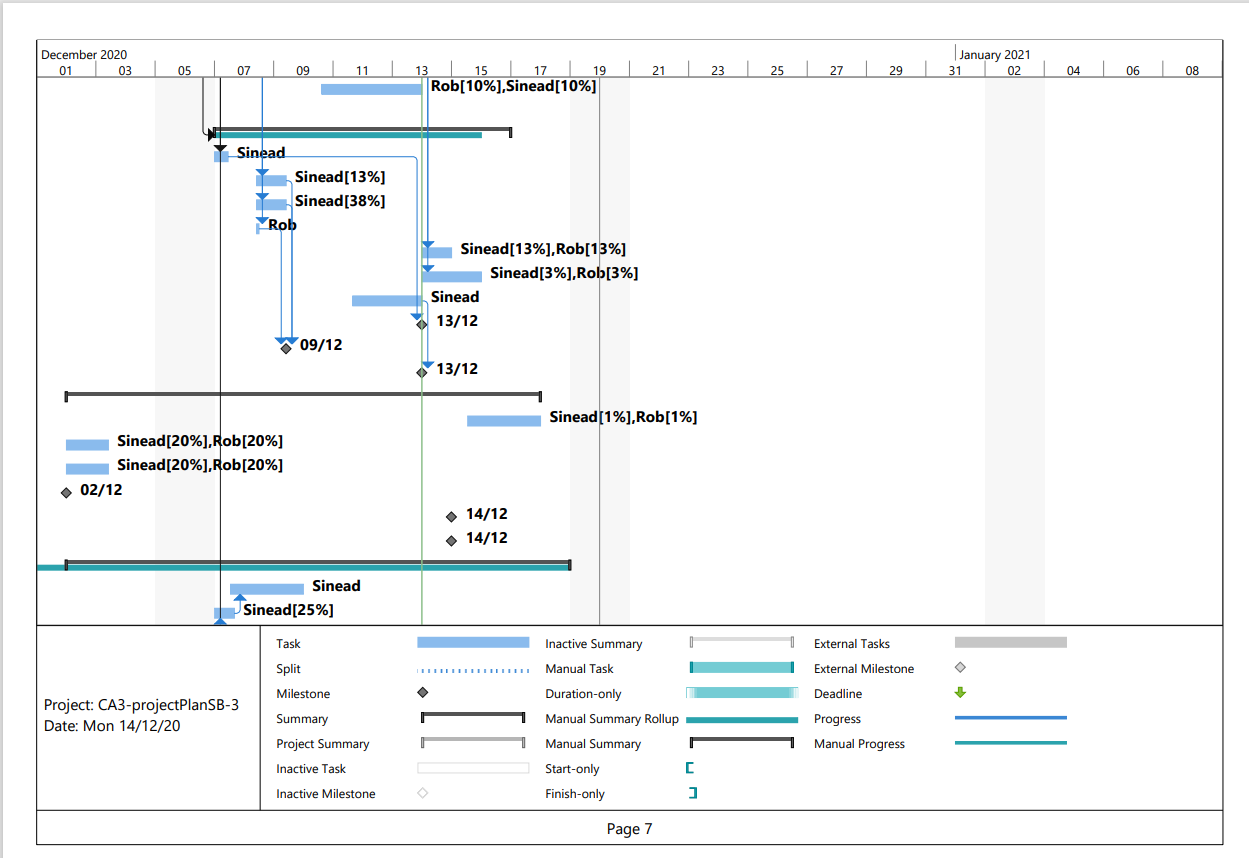 December 2020 January 2021
01 03 05 07 09 11 13 15 17 19 21 23 25 27 29 31 02 04 06 08
Rob[10%],Sinead[10%]
Sinead
Sinead[13%]
Sinead[38%]
Rob
Sinead[13%],Rob[13%]
Sinead[3%],Rob[3%]
Sinead
13/12
09/12
13/12
Sinead[1%],Rob[1%]
Sinead[20%],Rob[20%]
Sinead[20%],Rob[20%]
02/12
14/12
14/12
Sinead
Sinead[25%]
Project: CA3-projectPlanSB-3
Date: Mon 14/12/20
Task
Split
Milestone
Summary
Project Summary
Inactive Task
Inactive Milestone
Inactive Summary
Manual Task
Duration-only
Manual Summary Rollup
Manual Summary
Start-only
Finish-only
External Tasks
External Milestone
Deadline
Progress
Manual Progress
Page 7